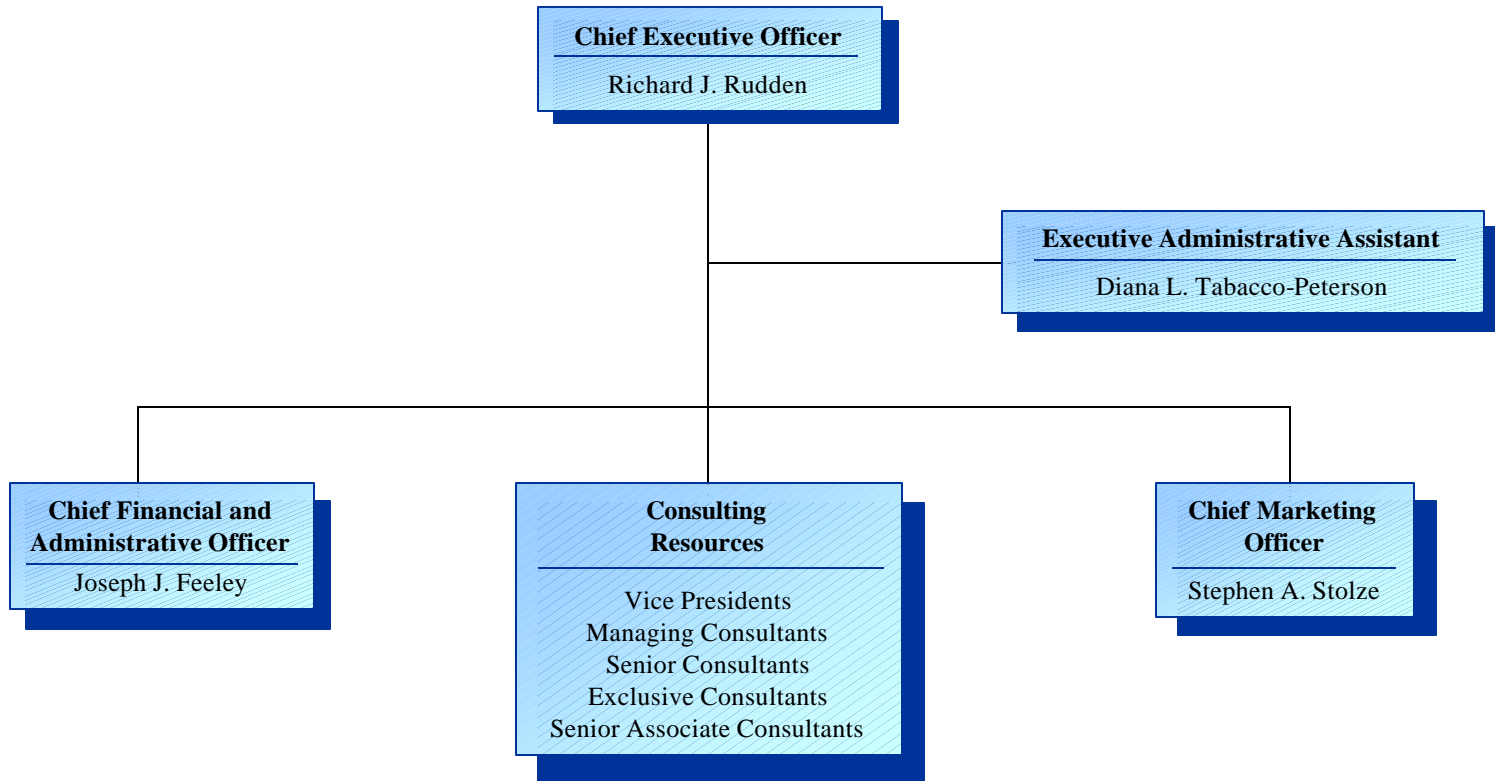 Chief Executive Officer
Richard J. Rudden
Executive Administrative Assistant
Diana L. Tabacco-Peterson
Chief Financial and
Administrative Officer
Joseph J. Feeley
Consulting
Resources
Vice Presidents
Managing Consultants
Senior Consultants
Exclusive Consultants
Senior Associate Consultants
Chief Marketing
Officer
Stephen A. Stolze